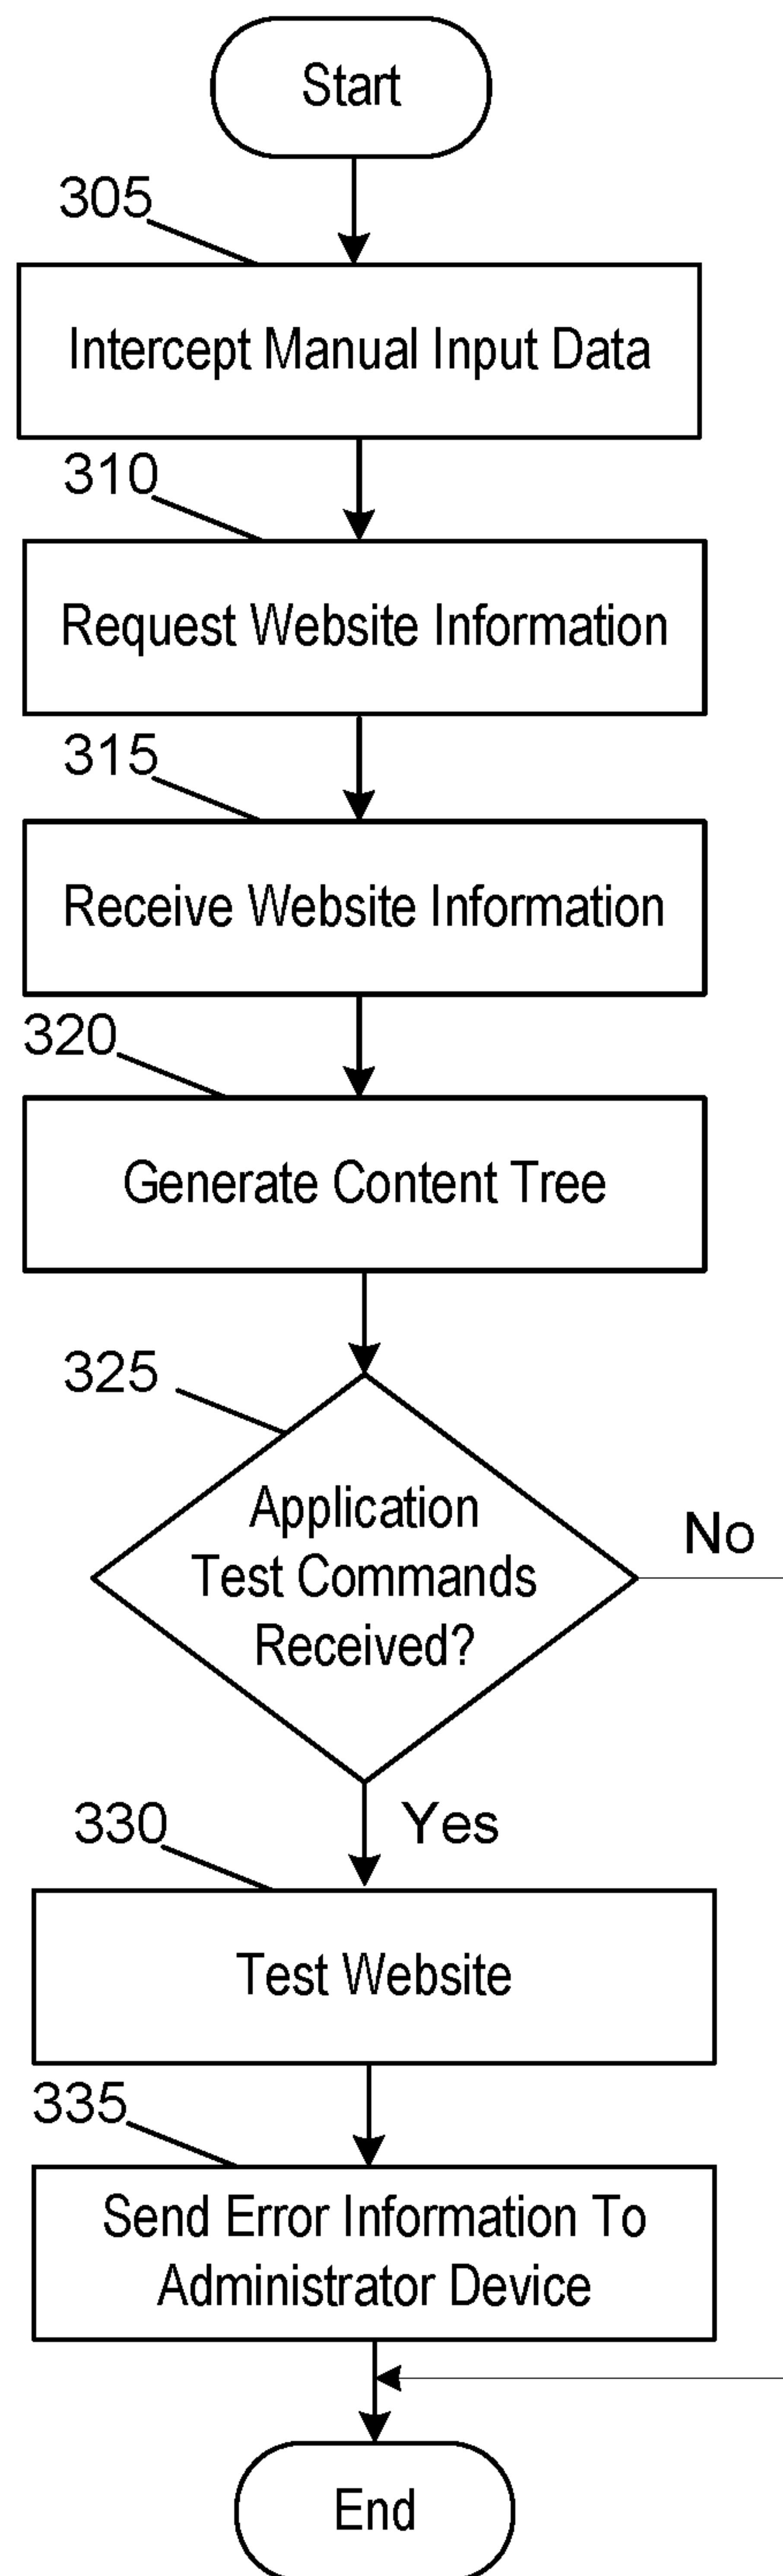 Start
305
Intercept Manual Input Data
310
Request Website Information
315
Receive Website Information
320
Generate Content Tree
325
Application
Test Commands
Received?
No
Yes
330
Test Website
335
Send Error Information To
Administrator Device
End